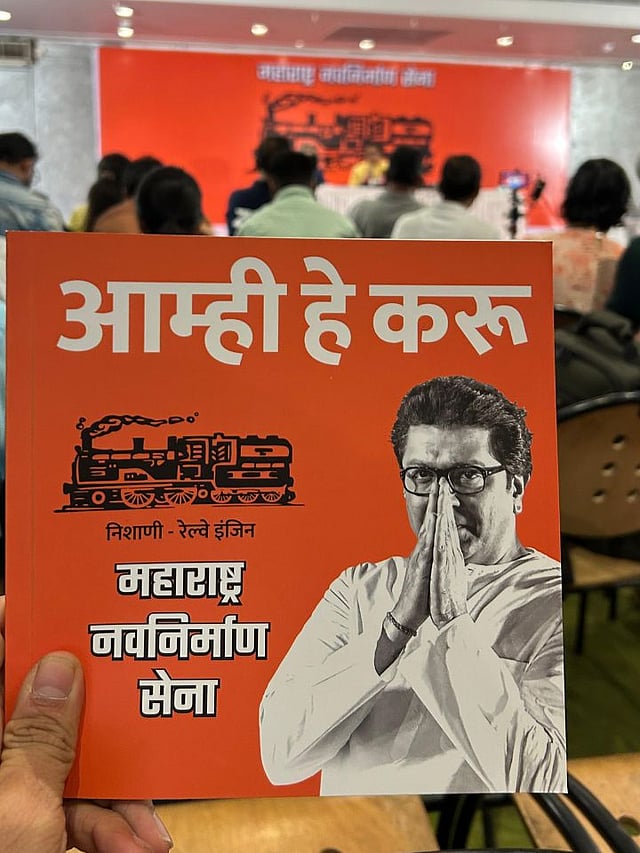 महाराष्ट्र नवनिर्माण सेना
आम्ही हे करू
निशाणी - रेल्वे इंजिन
महाराष्ट्र
नवनिर्माण
सेना